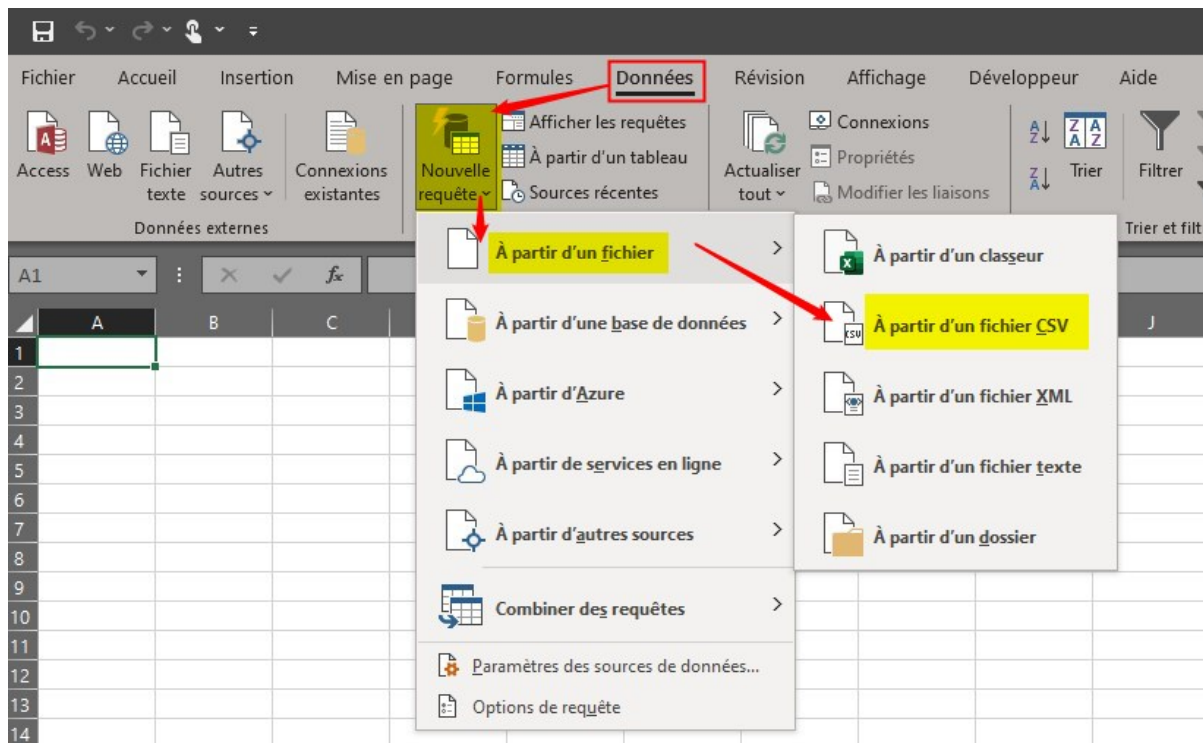 Fichier Accueil Insertion Mise en page Formules Données Révision Affichage Développeur Aide
Access Web Fichier texte Autres sources Connexions existantes
Données externes
Nouvelle requête
Afficher les requêtes
À partir d'un tableau
Sources récentes
Actualiser tout
Connexions
Propriétés
Modifier les liaisons
Trier
Filtrer
Trier et filt
A1
fx
A B C J
1
2
3
4
5
6
7
8
9
10
11
12
13
14
À partir d'un fichier
À partir d'une base de données
À partir d'Azure
À partir de services en ligne
À partir d'autres sources
Combiner des requêtes
Paramètres des sources de données...
Options de requête
À partir d'un classeur
CSV À partir d'un fichier CSV
À partir d'un fichier XML
À partir d'un fichier texte
À partir d'un dossier